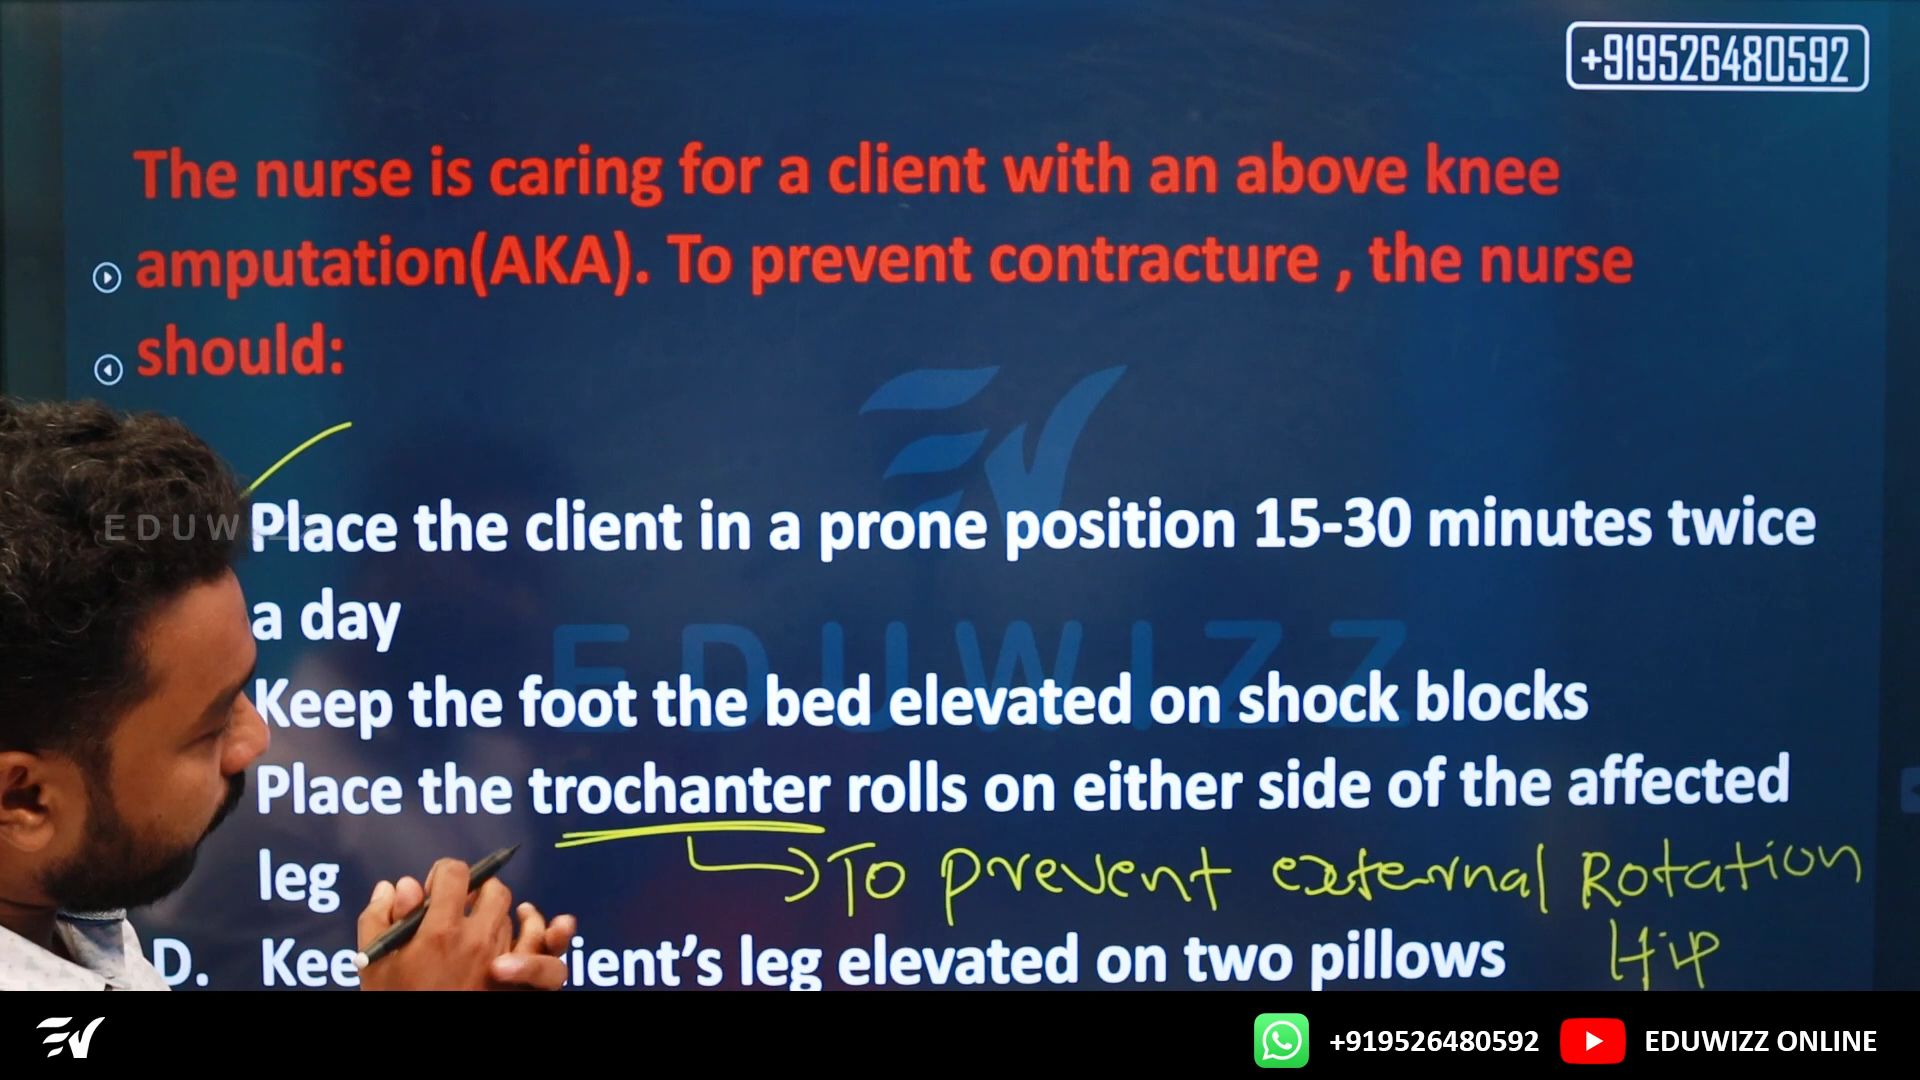 +919526480592
The nurse is caring for a client with an above knee
amputation(AKA). To prevent contracture , the nurse
should:
EDUWIZZ
Place the client in a prone position 15-30 minutes twice
a day
EDUWIZZ
Keep the foot the bed elevated on shock blocks
Place the trochanter rolls on either side of the affected
leg
To prevent external Rotation
Hip
D. leg elevated on two pillows
+919526480592
EDUWIZZ ONLINE